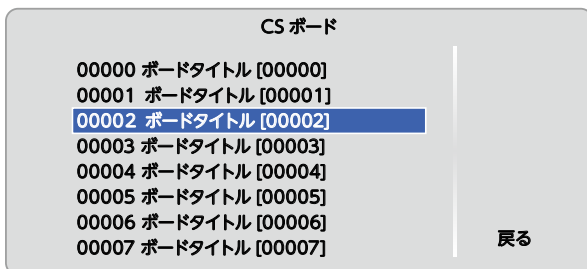 CS ボード
00000 ボードタイトル [00000]
00001 ボードタイトル [00001]
00002 ボードタイトル [00002]
00003 ボードタイトル [00003]
00004 ボードタイトル [00004]
00005 ボードタイトル [00005]
00006 ボードタイトル [00006]
00007 ボードタイトル [00007]
戻る